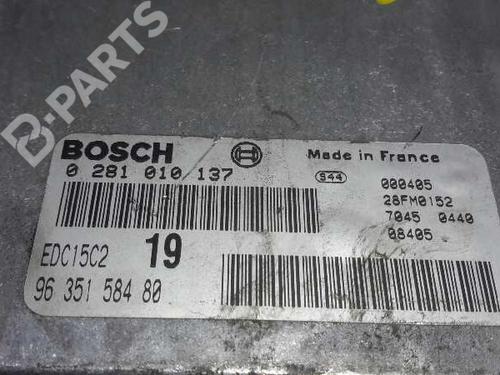 B-PARTS
BOSCH
Made in France
0 281 010 137
S44
000405
28FM0152
7045 0440
08405
EDC15C2
19
96 351 584 80